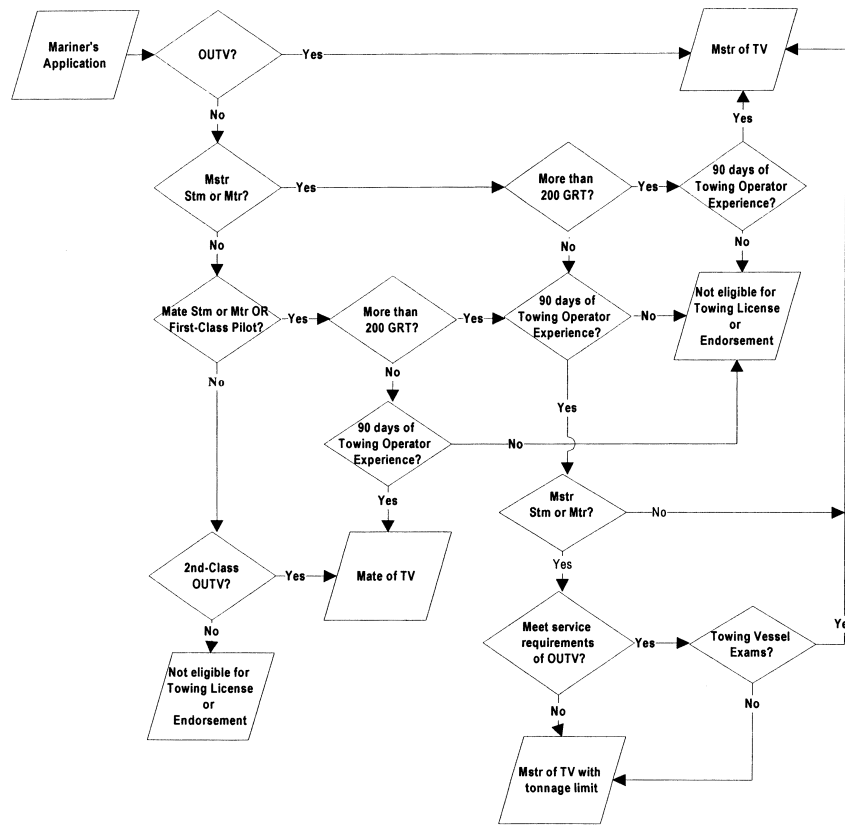 Mariner's
Application
OUTV?
Yes
Mstr of TV
No
Yes
Mstr
Stm or Mtr?
Yes
More than
200 GRT?
Yes
90 days of
Towing Operator
Experience?
No
No
No
Mate Stm or Mtr OR
First-Class Pilot?
Yes
More than
200 GRT?
Yes
90 days of
Towing Operator
Experience?
No
Not eligible for
Towing License
or
Endorsement
No
No
Yes
90 days of
Towing Operator
Experience?
No
Yes
Mstr
Stm or Mtr?
No
2nd-Class
OUTV?
Yes
Mate of TV
Yes
No
Meet service
requirements
of OUTV?
Yes
Towing Vessel
Exams?
Ye
Not eligible for
Towing License
or
Endorsement
No
No
Mstr of TV with
tonnage limit